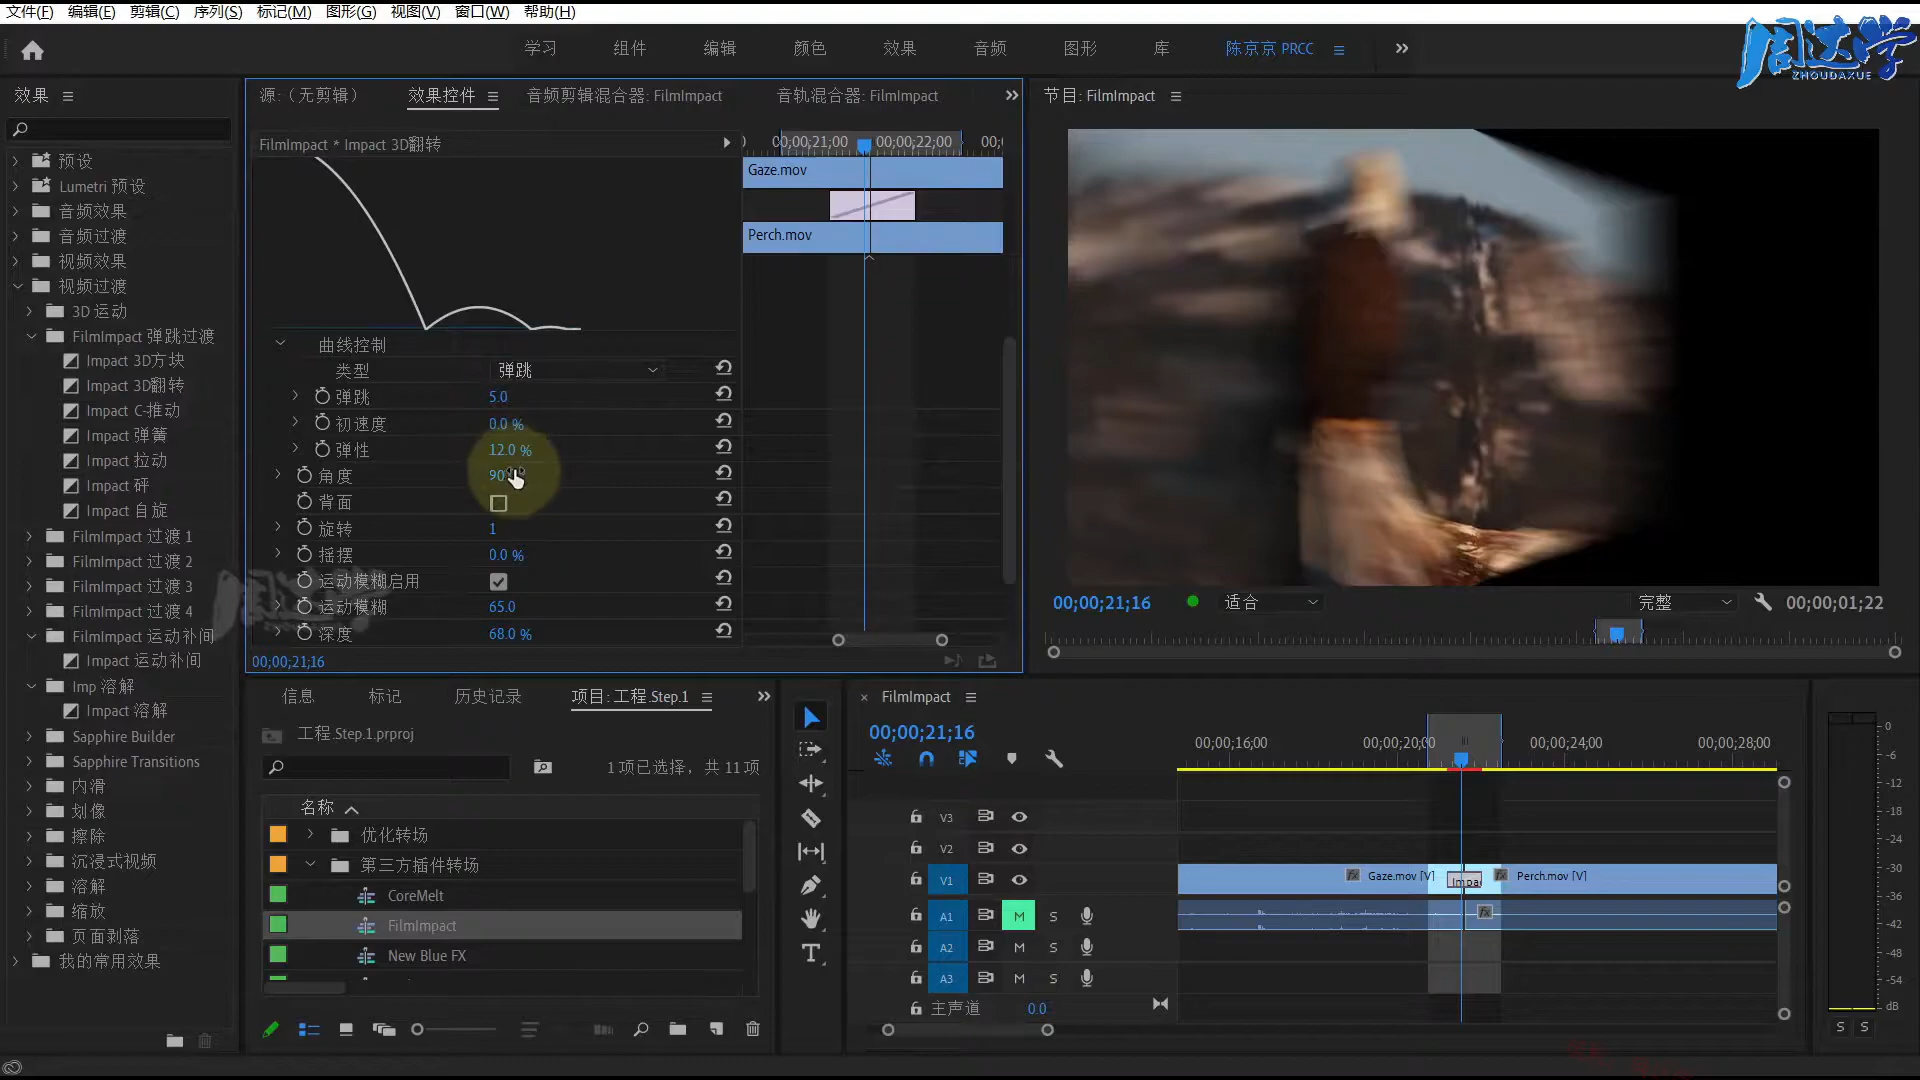 文件(F) 编辑(E) 剪辑(C) 序列(S) 标记(M) 图形(G) 视图(V) 窗口(W) 帮助(H)
学习 组件 编辑 颜色 效果 音频 图形 库 陈京京 PRCC
周达学
ZHOUDAXUE
效果
预设
Lumetri 预设
音频效果
音频过渡
视频效果
视频过渡
3D 运动
FilmImpact 弹跳过渡
Impact 3D方块
Impact 3D翻转
Impact C-推动
Impact 弹簧
Impact 拉动
Impact 砰
Impact 自旋
FilmImpact 过渡 1
FilmImpact 过渡 2
FilmImpact 过渡 3
FilmImpact 过渡 4
FilmImpact 运动补间
Impact 运动补间
Imp 溶解
Impact 溶解
Sapphire Builder
Sapphire Transitions
内滑
划像
擦除
沉浸式视频
溶解
缩放
页面剥落
我的常用效果
源:（无剪辑） 效果控件 音频剪辑混合器: FilmImpact 音轨混合器: FilmImpact
FilmImpact * Impact 3D翻转
00;00;21;00 00;00;22;00 00;
Gaze.mov
Perch.mov
曲线控制
类型 弹跳
弹跳 5.0
初速度 0.0 %
弹性 12.0 %
角度 90
背面
旋转 1
摇摆 0.0 %
运动模糊启用
运动模糊 65.0
深度 68.0 %
00;00;21;16
节目: FilmImpact
00;00;21;16 适合 完整 00;00;01;22
信息 标记 历史记录 项目: 工程.Step.1
工程.Step.1.prproj
1 项已选择，共 11 项
名称
优化转场
第三方插件转场
CoreMelt
FilmImpact
New Blue FX
FilmImpact
00;00;21;16
00;00;16;00 00;00;20;00 00;00;24;00 00;00;28;00
V3
V2
V1 Gaze.mov [V] Impac Perch.mov [V]
A1 M S
A2 M S
A3 M S
主声道 0.0
0
-6
-12
-18
-24
-30
-36
-42
-48
-54
dB
S S